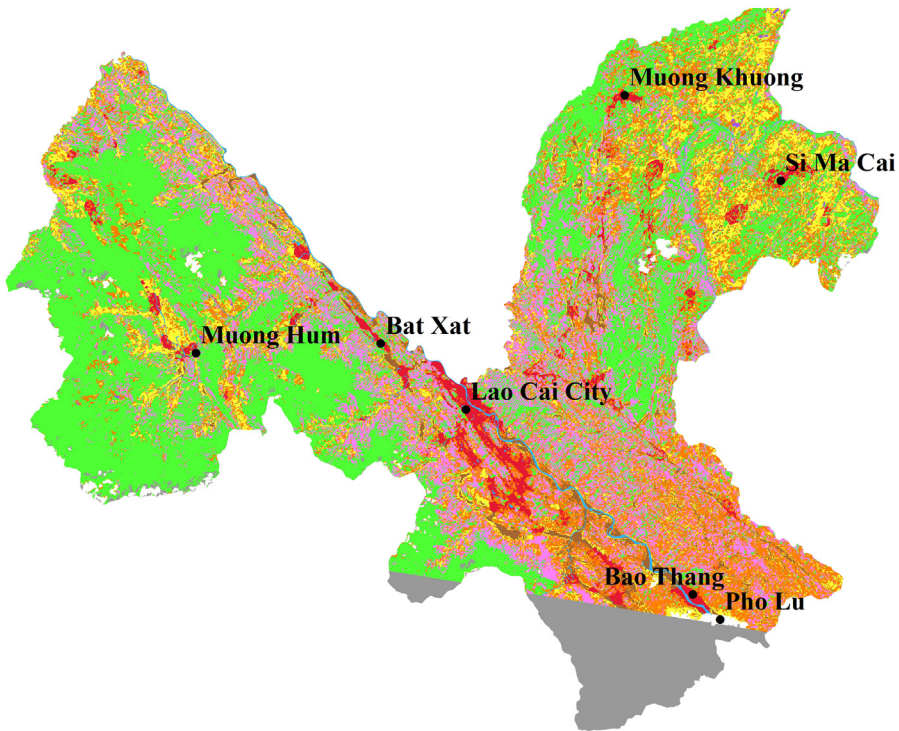 Muong Khuong
Si Ma Cai
Muong Hum
Bat Xat
Lao Cai City
Bao Thang
Pho Lu